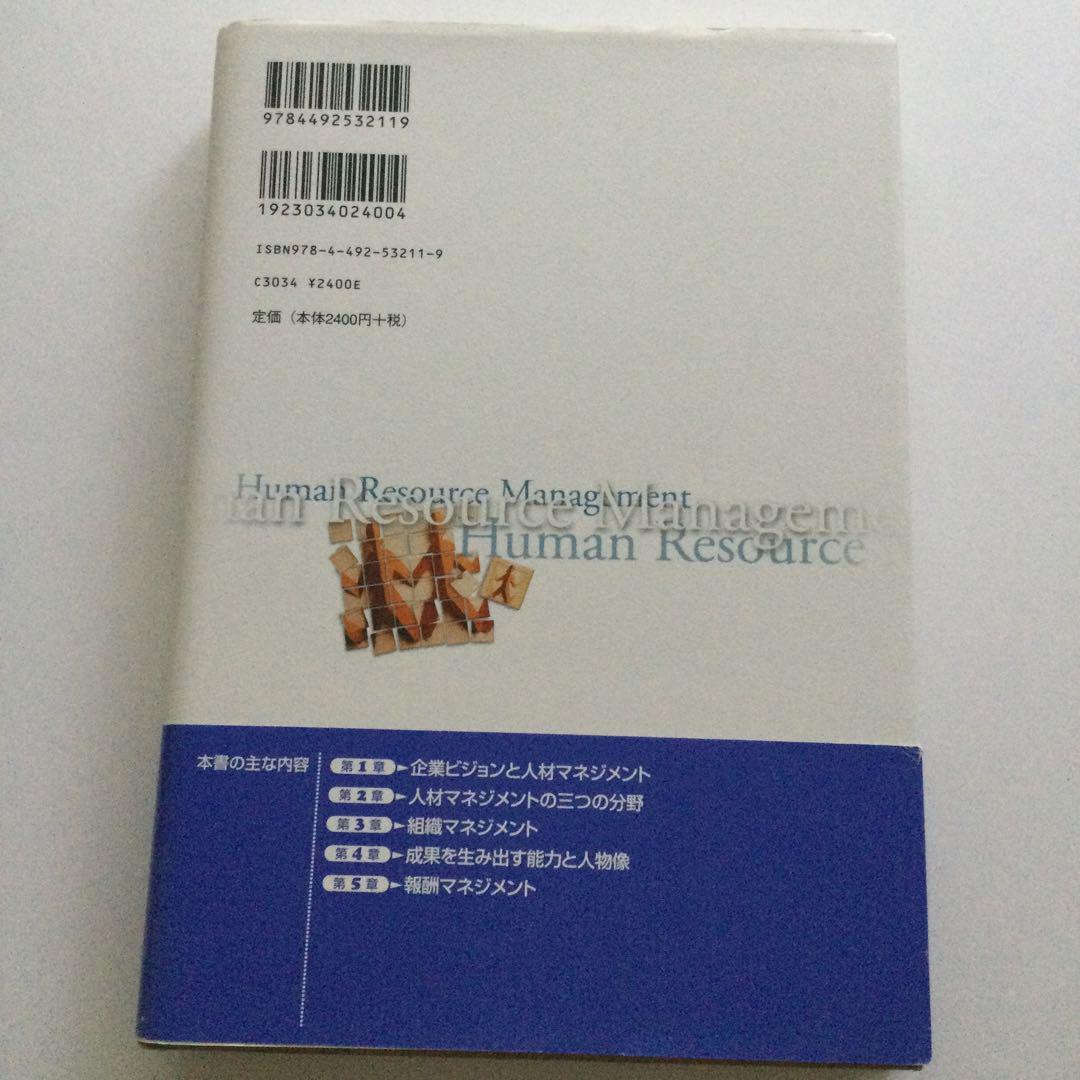 9784492532119
1923034024004
ISBN978-4-492-53211-9
C3034 ¥2400E
定価（本体2400円＋税）
Human Resource Management
an Resource Managem
Human Resource
本書の主な内容
第1章 企業ビジョンと人材マネジメント
第2章 人材マネジメントの三つの分野
第3章 組織マネジメント
第4章 成果を生み出す能力と人物像
第5章 報酬マネジメント